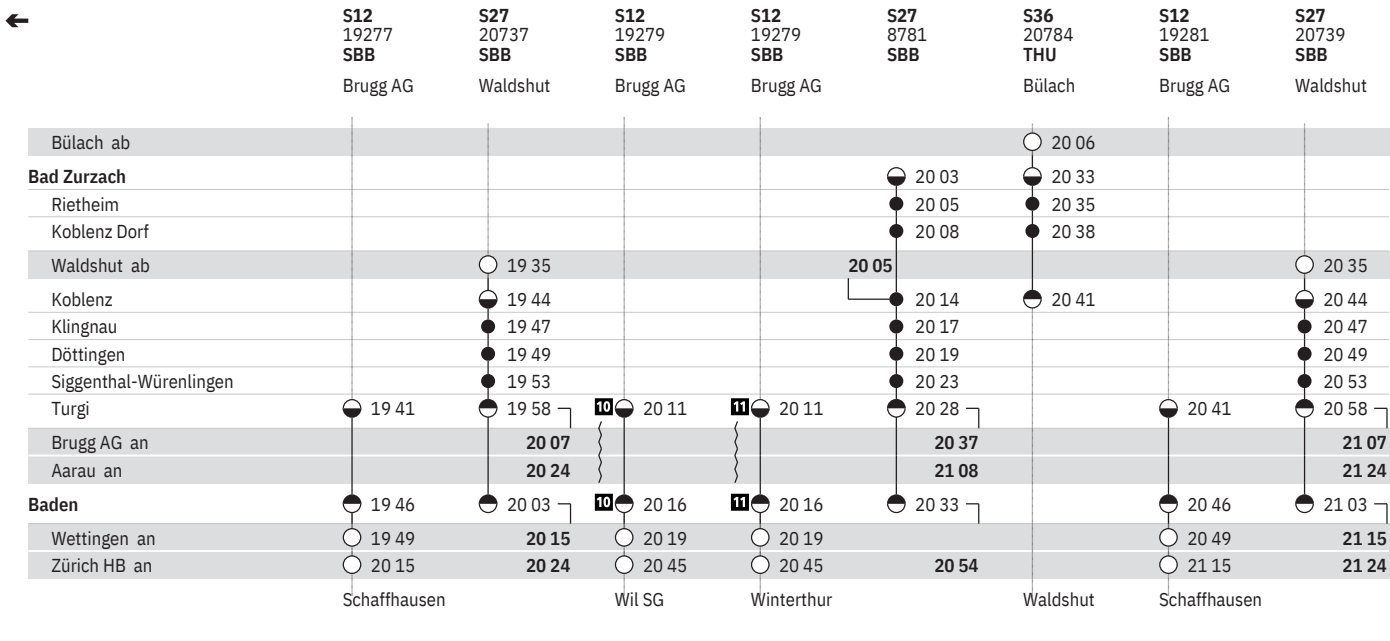 ← S12 S27 S12 S12 S27 S36 S12 S27
19277 20737 19279 19279 8781 20784 19281 20739
SBB SBB SBB SBB SBB THU SBB SBB
Brugg AG Waldshut Brugg AG Brugg AG Bülach Brugg AG Waldshut
Bülach ab 20 06
Bad Zurzach 20 03 20 33
Rietheim 20 05 20 35
Koblenz Dorf 20 08 20 38
Waldshut ab 19 35 20 05 20 35
Koblenz 19 44 20 14 20 41 20 44
Klingnau 19 47 20 17 20 47
Döttingen 19 49 20 19 20 49
Siggenthal-Würenlingen 19 53 20 23 20 53
Turgi 19 41 19 58 10 20 11 11 20 11 20 28 20 41 20 58
Brugg AG an 20 07 20 37 21 07
Aarau an 20 24 21 08 21 24
Baden 19 46 20 03 10 20 16 11 20 16 20 33 20 46 21 03
Wettingen an 19 49 20 15 20 19 20 19 20 49 21 15
Zürich HB an 20 15 20 24 20 45 20 45 20 54 21 15 21 24
Schaffhausen Wil SG Winterthur Waldshut Schaffhausen